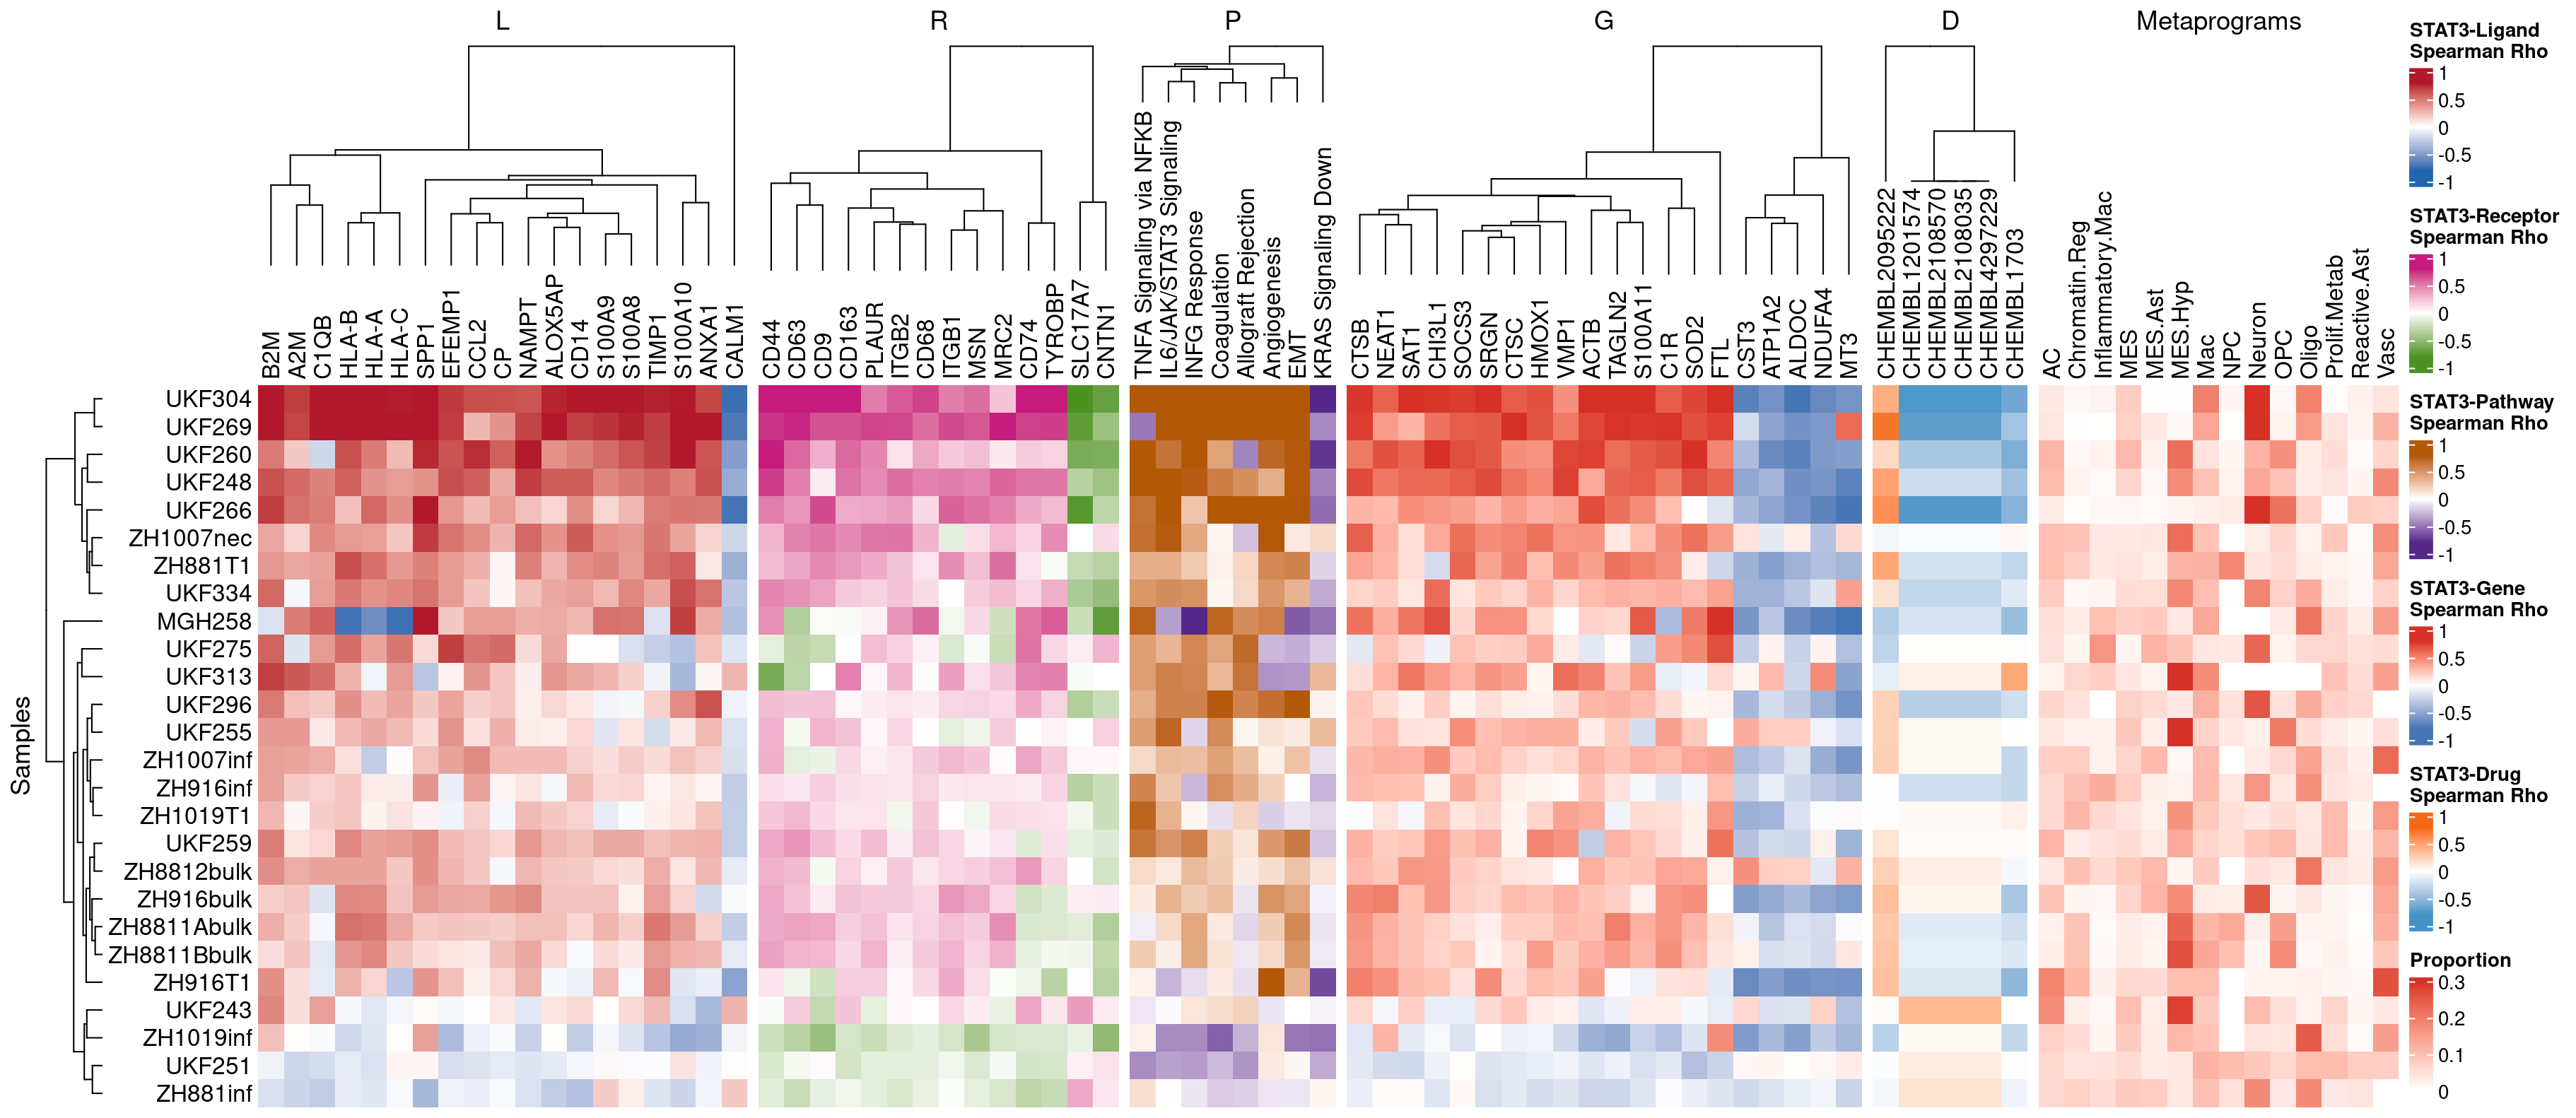 L
R
P
G
D
Metaprograms
B2M
A2M
C1QB
HLA-B
HLA-A
HLA-C
SPP1
EFEMP1
CCL2
CP
NAMPT
ALOX5AP
CD14
S100A9
S100A8
TIMP1
S100A10
ANXA1
CALM1
CD44
CD63
CD9
CD163
PLAUR
ITGB2
CD68
ITGB1
MSN
MRC2
CD74
TYROBP
SLC17A7
CNTN1
TNFA Signaling via NFKB
IL6/JAK/STAT3 Signaling
INFG Response
Coagulation
Allograft Rejection
Angiogenesis
EMT
KRAS Signaling Down
CTSB
NEAT1
SAT1
CHI3L1
SOCS3
SRGN
CTSC
HMOX1
VMP1
ACTB
TAGLN2
S100A11
C1R
SOD2
FTL
CST3
ATP1A2
ALDOC
NDUFA4
MT3
CHEMBL2095222
CHEMBL1201574
CHEMBL2108570
CHEMBL2108035
CHEMBL4297229
CHEMBL1703
AC
Chromatin.Reg
Inflammatory.Mac
MES
MES.Ast
MES.Hyp
Mac
NPC
Neuron
OPC
Oligo
Prolif.Metab
Reactive.Ast
Vasc
Samples
UKF304
UKF269
UKF260
UKF248
UKF266
ZH1007nec
ZH881T1
UKF334
MGH258
UKF275
UKF313
UKF296
UKF255
ZH1007inf
ZH916inf
ZH1019T1
UKF259
ZH8812bulk
ZH916bulk
ZH8811Abulk
ZH8811Bbulk
ZH916T1
UKF243
ZH1019inf
UKF251
ZH881inf
STAT3-Ligand
Spearman Rho
1
0.5
0
-0.5
-1
STAT3-Receptor
Spearman Rho
1
0.5
0
-0.5
-1
STAT3-Pathway
Spearman Rho
1
0.5
0
-0.5
-1
STAT3-Gene
Spearman Rho
1
0.5
0
-0.5
-1
STAT3-Drug
Spearman Rho
1
0.5
0
-0.5
-1
Proportion
0.3
0.2
0.1
0